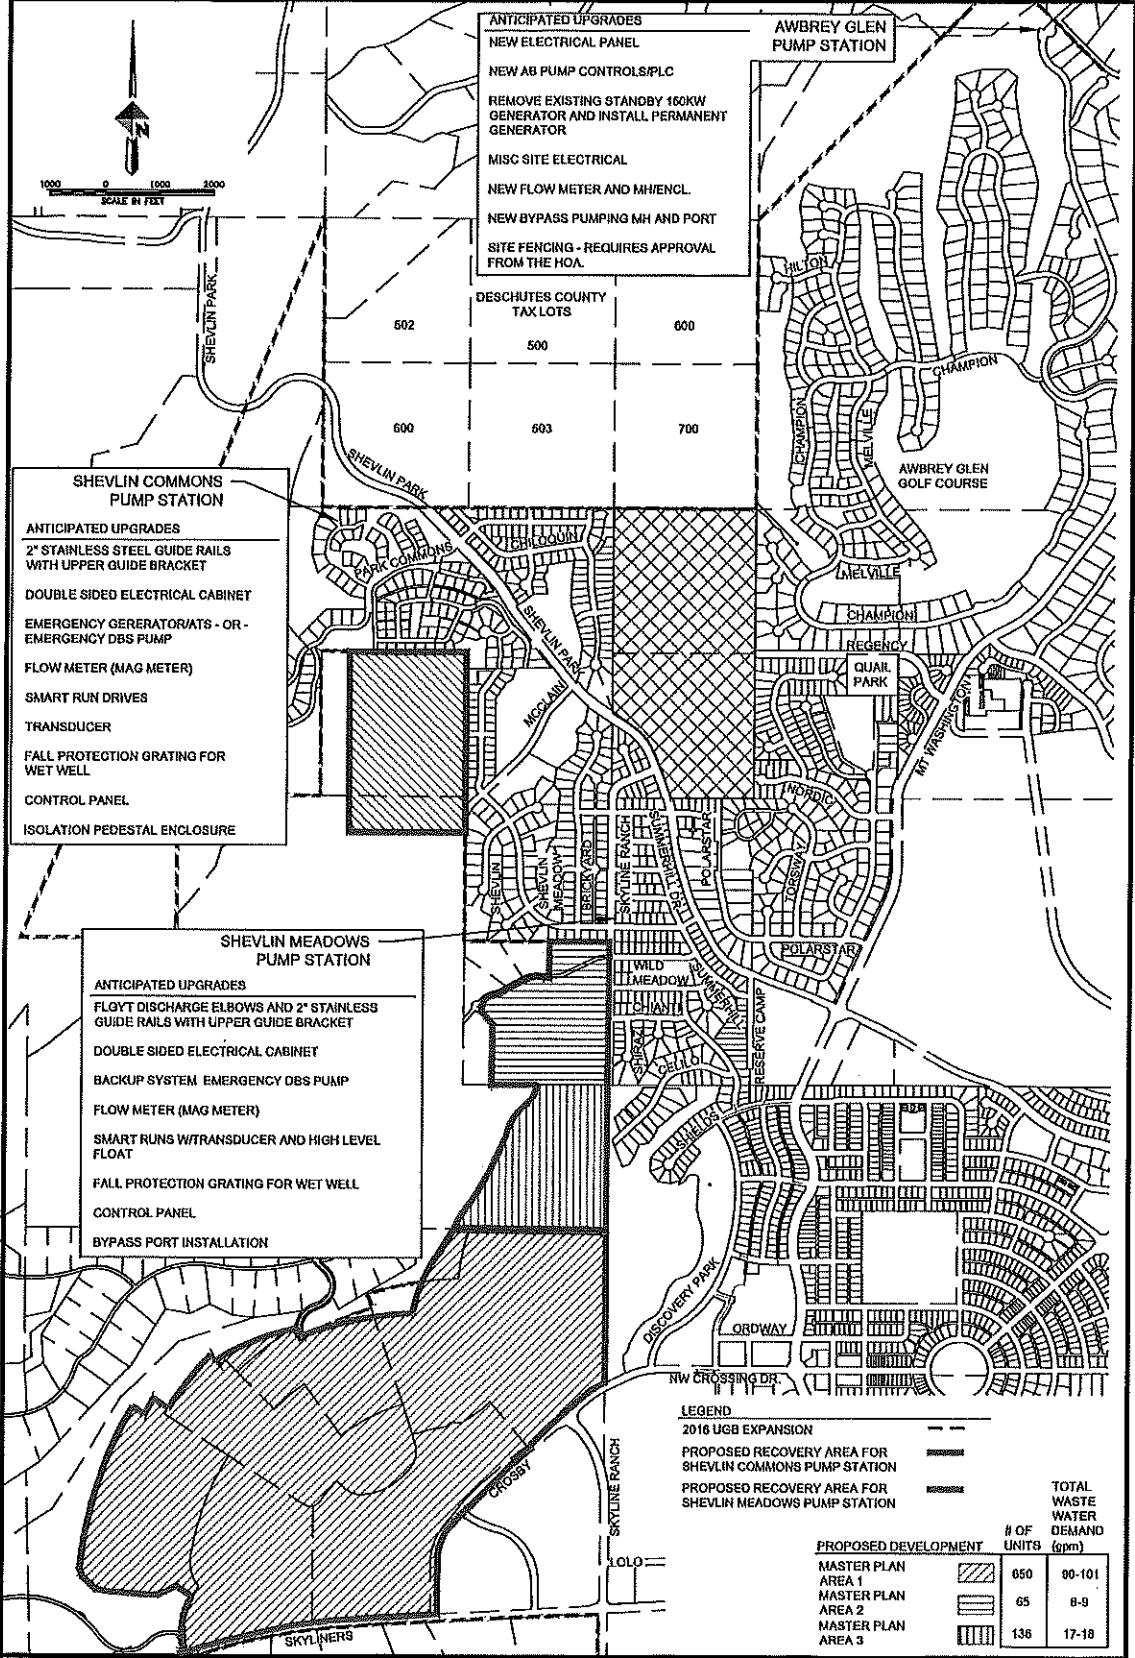 ANTICIPATED UPGRADES
NEW ELECTRICAL PANEL
NEW AB PUMP CONTROLS/PLC
REMOVE EXISTING STANDBY 160KW
GENERATOR AND INSTALL PERMANENT
GENERATOR
MISC SITE ELECTRICAL
NEW FLOW METER AND MH/ENCL.
NEW BYPASS PUMPING MH AND PORT
SITE FENCING - REQUIRES APPROVAL
FROM THE HOA.
AWBREY GLEN
PUMP STATION
N
1000 0 1000 2000
SCALE IN FEET
SHEVLIN PARK
HILTON
DESCHUTES COUNTY
TAX LOTS
502
500
600
600
603
700
CHAMPION
CHAMPION
MELVILLE
AWBREY GLEN
GOLF COURSE
SHEVLIN PARK
SHEVLIN COMMONS
PUMP STATION
ANTICIPATED UPGRADES
2" STAINLESS STEEL GUIDE RAILS
WITH UPPER GUIDE BRACKET
DOUBLE SIDED ELECTRICAL CABINET
EMERGENCY GERERATOR/ATS - OR -
EMERGENCY DBS PUMP
FLOW METER (MAG METER)
SMART RUN DRIVES
TRANSDUCER
FALL PROTECTION GRATING FOR
WET WELL
CONTROL PANEL
ISOLATION PEDESTAL ENCLOSURE
PARK COMMONS
CHILOQUIN
MELVILLE
CHAMPION
REGENCY
QUAIL
PARK
SHEVLIN PARK
MCCLAIN
MT WASHINGTON
NORDIC
SHEVLIN
SHEVLIN
MEADOW
BRICKYARD
SKYLINE RANCH
SUMMERHILL DR.
POLARSTAR
TORSWAY
POLARSTAR
SHEVLIN MEADOWS
PUMP STATION
ANTICIPATED UPGRADES
FLGYT DISCHARGE ELBOWS AND 2" STAINLESS
GUIDE RAILS WITH UPPER GUIDE BRACKET
DOUBLE SIDED ELECTRICAL CABINET
BACKUP SYSTEM EMERGENCY DBS PUMP
FLOW METER (MAG METER)
SMART RUNS W/TRANSDUCER AND HIGH LEVEL
FLOAT
FALL PROTECTION GRATING FOR WET WELL
CONTROL PANEL
BYPASS PORT INSTALLATION
WILD
MEADOW
SUMMERHILL
CHIANTI
SHIRAZ
CELILO
RESERVE CAMP
SHIELDS
DISCOVERY PARK
ORDWAY
NW CROSSING DR.
CROSBY
SKYLINE RANCH
LOLO
SKYLINERS
LEGEND
2016 UGB EXPANSION
PROPOSED RECOVERY AREA FOR
SHEVLIN COMMONS PUMP STATION
PROPOSED RECOVERY AREA FOR
SHEVLIN MEADOWS PUMP STATION
PROPOSED DEVELOPMENT
# OF
UNITS
TOTAL
WASTE
WATER
DEMAND
(gpm)
MASTER PLAN
AREA 1
650 90-101
MASTER PLAN
AREA 2
65 8-9
MASTER PLAN
AREA 3
136 17-18